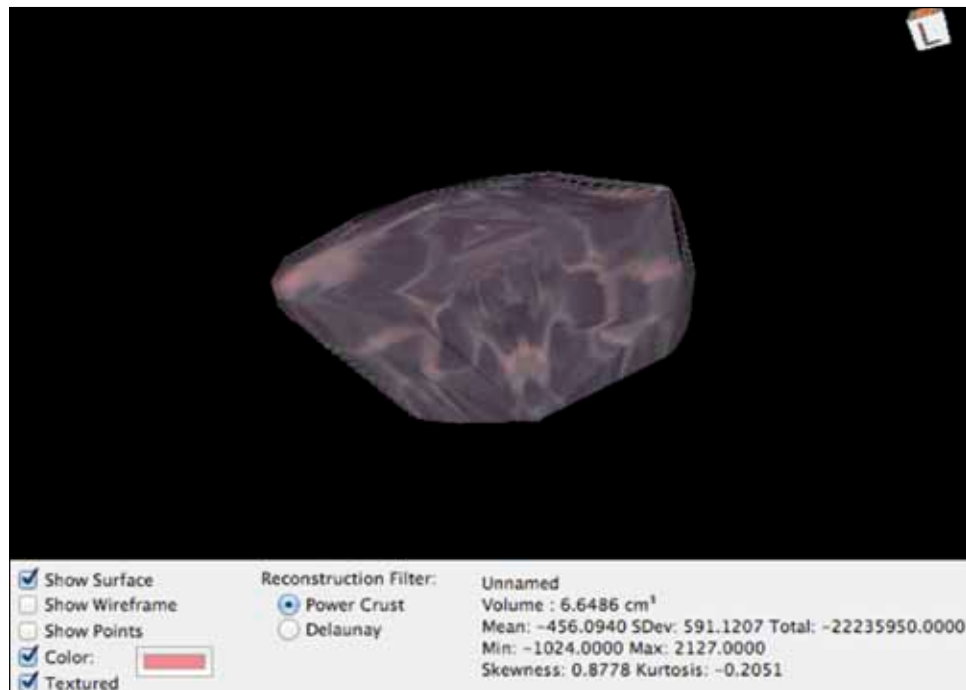 L
Show Surface
Show Wireframe
Show Points
Color:
Textured
Reconstruction Filter:
Power Crust
Delaunay
Unnamed
Volume : 6.6486 cm³
Mean: -456.0940 SDev: 591.1207 Total: -22235950.0000
Min: -1024.0000 Max: 2127.0000
Skewness: 0.8778 Kurtosis: -0.2051